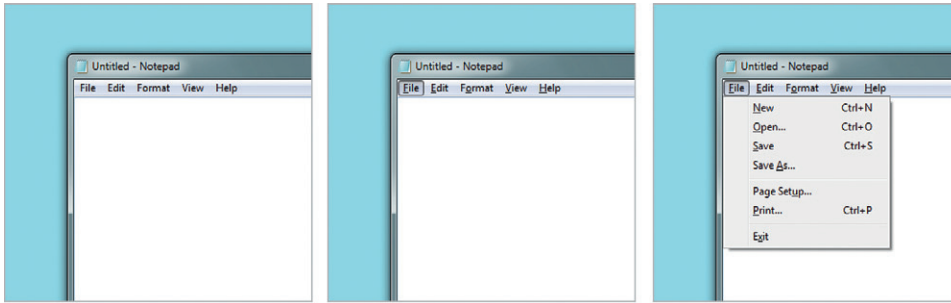 Untitled - Notepad
File Edit Format View Help
Untitled - Notepad
File Edit Format View Help
Untitled - Notepad
File Edit Format View Help
New Ctrl+N
Open... Ctrl+O
Save Ctrl+S
Save As...
Page Setup...
Print... Ctrl+P
Exit